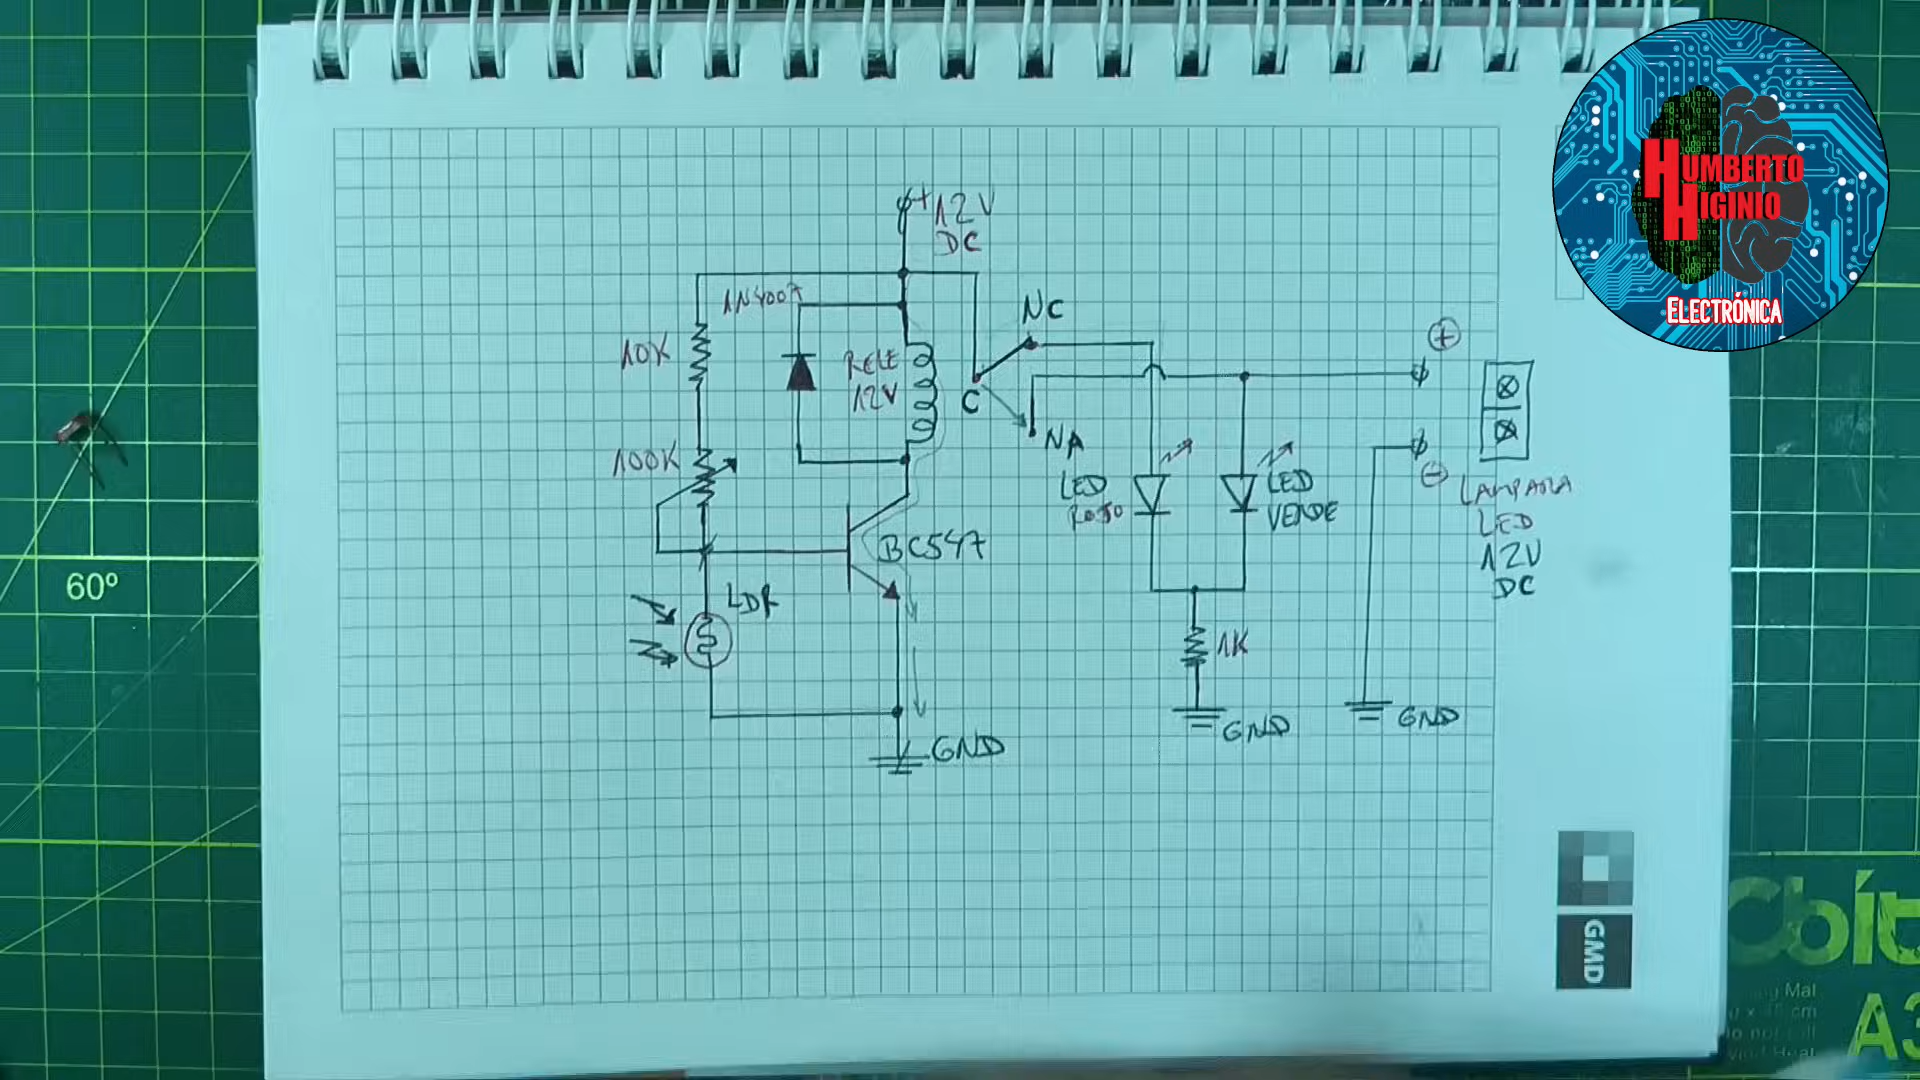 +12V
DC
1N4007
10K
RELE
12V
NC
C
NA
100K
LED
ROJO
LED
VERDE
BC547
LDR
1K
GND
GND
GND
+
-
LAMPARA
LED
12V
DC
HUMBERTO
HIGINIO
ELECTRÓNICA
60º
GMD
A3